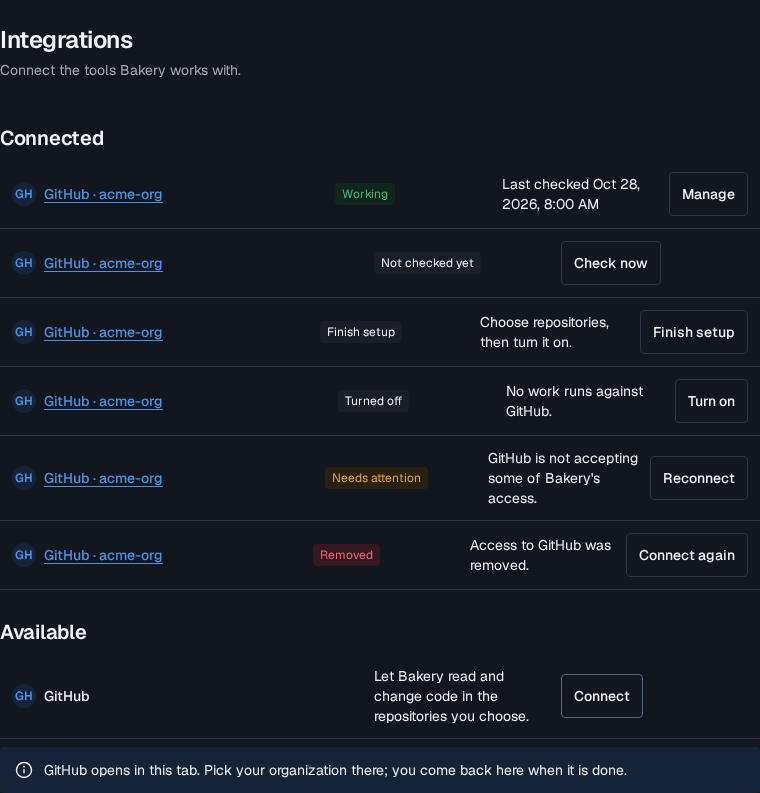 Integrations
Connect the tools Bakery works with.
Connected
GH GitHub · acme-org Working Last checked Oct 28, 2026, 8:00 AM Manage
GH GitHub · acme-org Not checked yet Check now
GH GitHub · acme-org Finish setup Choose repositories, then turn it on. Finish setup
GH GitHub · acme-org Turned off No work runs against GitHub. Turn on
GH GitHub · acme-org Needs attention GitHub is not accepting some of Bakery's access. Reconnect
GH GitHub · acme-org Removed Access to GitHub was removed. Connect again
Available
GH GitHub Let Bakery read and change code in the repositories you choose. Connect
GitHub opens in this tab. Pick your organization there; you come back here when it is done.